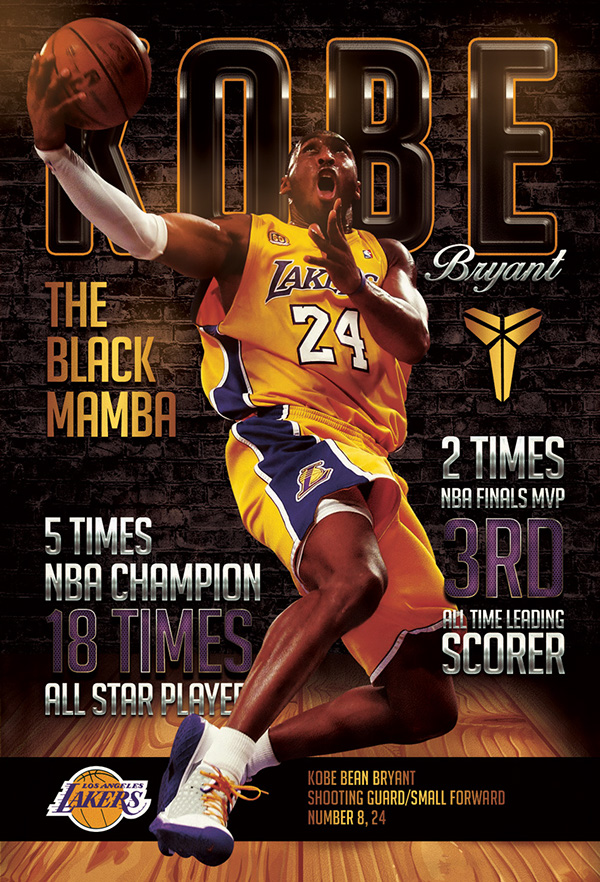 KOBE
Bryant
LAKERS
24
THE
BLACK
MAMBA
2 TIMES
NBA FINALS MVP
3RD
ALL TIME LEADING
SCORER
5 TIMES
NBA CHAMPION
18 TIMES
ALL STAR PLAYER
LOS ANGELES
LAKERS
KOBE BEAN BRYANT
SHOOTING GUARD/SMALL FORWARD
NUMBER 8, 24